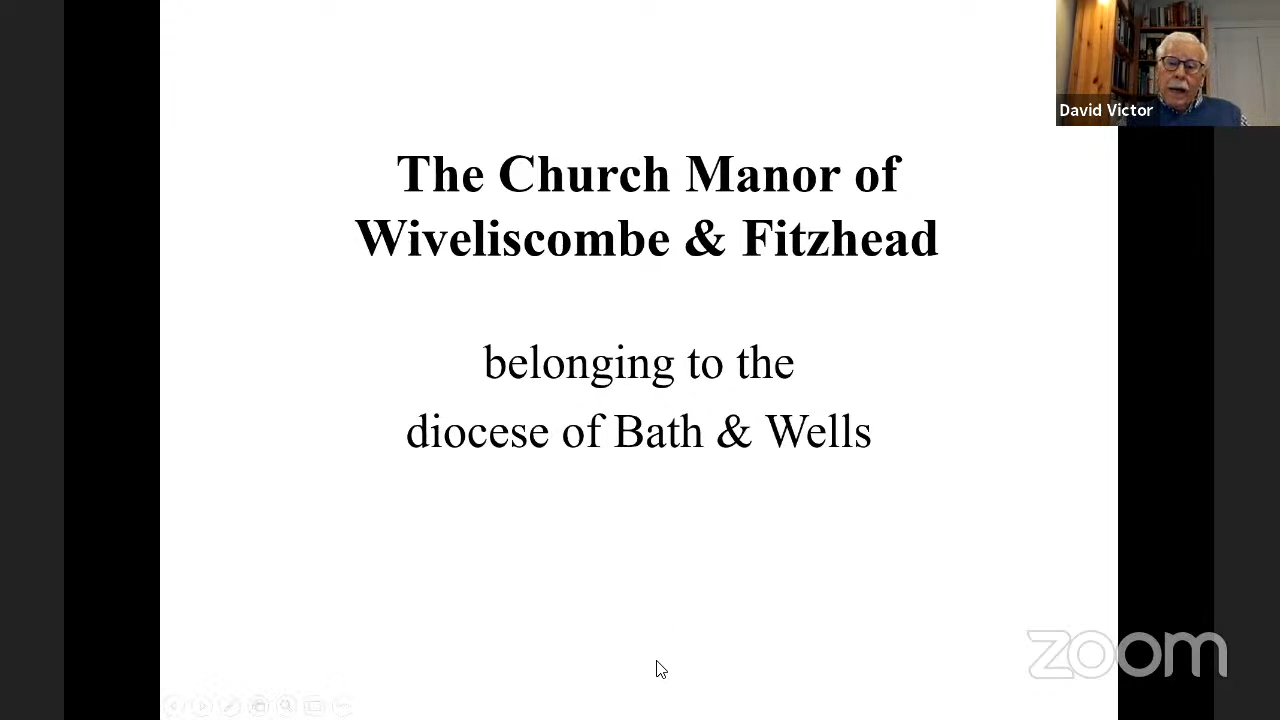 David Victor
The Church Manor of
Wiveliscombe & Fitzhead
belonging to the
diocese of Bath & Wells
zoom